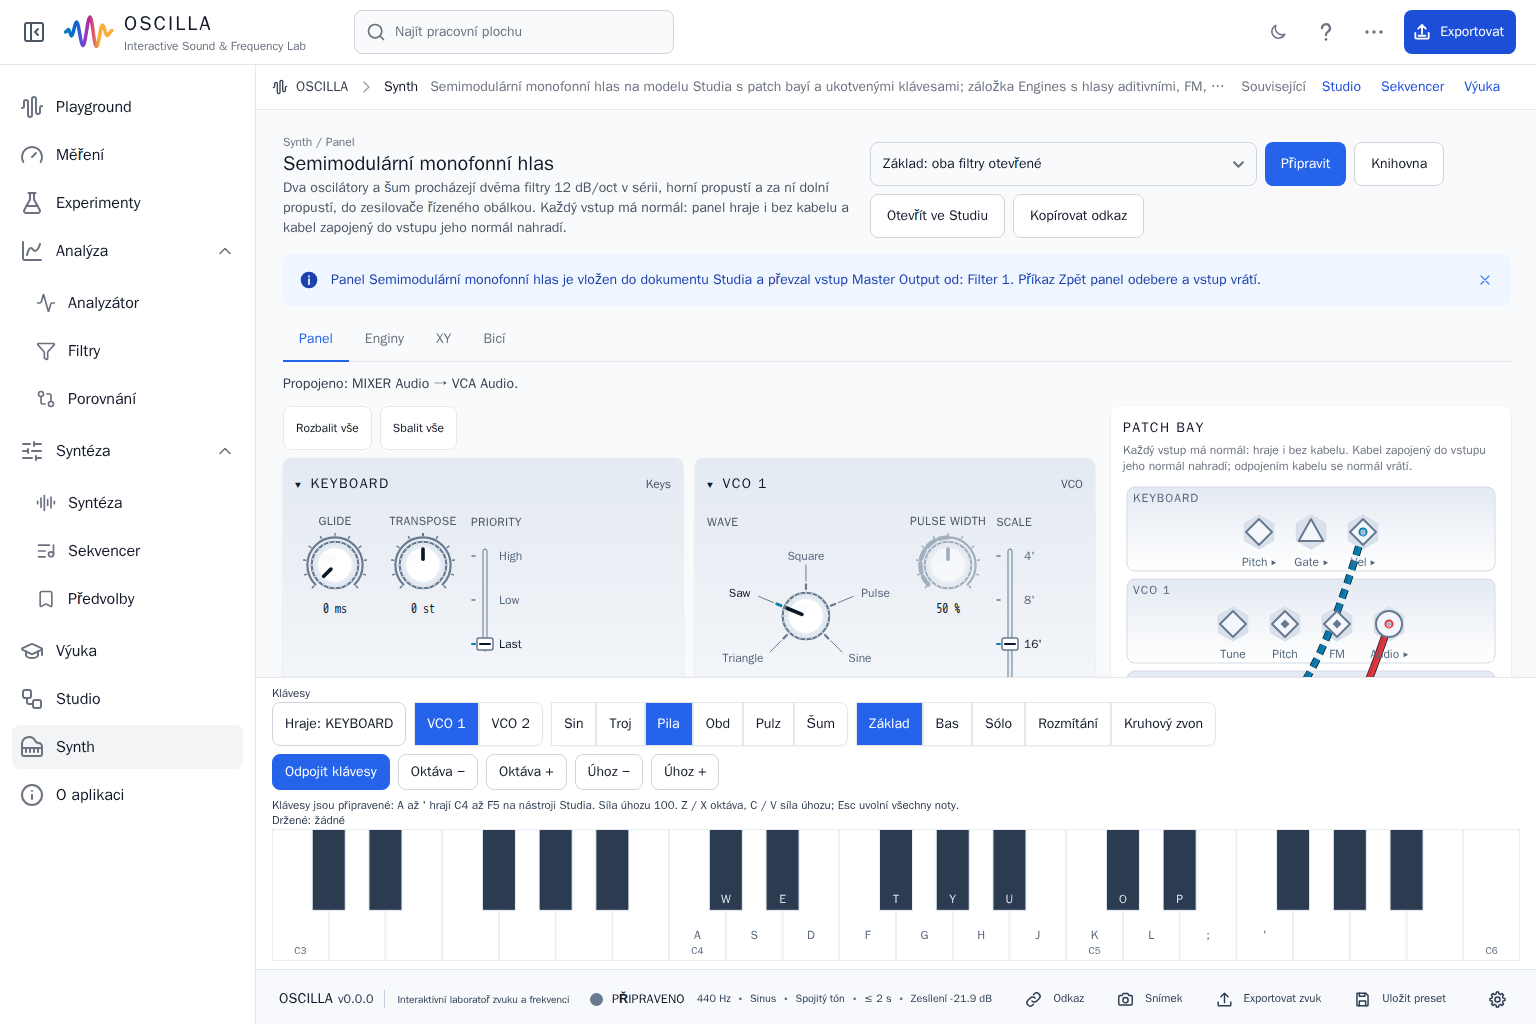 OSCILLA
Interactive Sound & Frequency Lab
Najít pracovní plochu
Exportovat
Playground
Měření
Experimenty
Analýza
Analyzátor
Filtry
Porovnání
Syntéza
Syntéza
Sekvencer
Předvolby
Výuka
Studio
Synth
O aplikaci
OSCILLA
Synth
Semimodulární monofonní hlas na modelu Studia s patch bayí a ukotvenými klávesami; záložka Engines s hlasy aditivními, FM, ⋯
Související
Studio
Sekvencer
Výuka
Synth / Panel
Semimodulární monofonní hlas
Dva oscilátory a šum procházejí dvěma filtry 12 dB/oct v sérii, horní propustí a za ní dolní
propustí, do zesilovače řízeného obálkou. Každý vstup má normál: panel hraje i bez kabelu a
kabel zapojený do vstupu jeho normál nahradí.
Základ: oba filtry otevřené
Připravit
Knihovna
Otevřít ve Studiu
Kopírovat odkaz
Panel Semimodulární monofonní hlas je vložen do dokumentu Studia a převzal vstup Master Output od: Filter 1. Příkaz Zpět panel odebere a vstup vrátí.
Panel
Enginy
XY
Bicí
Propojeno: MIXER Audio → VCA Audio.
Rozbalit vše
Sbalit vše
▾ KEYBOARD
Keys
GLIDE
TRANSPOSE
PRIORITY
High
Low
Last
0 ms
0 st
▾ VCO 1
VCO
WAVE
PULSE WIDTH
SCALE
Square
Saw
Pulse
Triangle
Sine
50 %
4'
8'
16'
PATCH BAY
Každý vstup má normál: hraje i bez kabelu. Kabel zapojený do vstupu
jeho normál nahradí; odpojením kabelu se normál vrátí.
KEYBOARD
Pitch ▸
Gate ▸
VCO 1
Tune
Pitch
FM
Klávesy
Hraje: KEYBOARD
VCO 1
VCO 2
Sin
Troj
Pila
Obd
Pulz
Šum
Základ
Bas
Sólo
Rozmítání
Kruhový zvon
Odpojit klávesy
Oktáva −
Oktáva +
Úhoz −
Úhoz +
Klávesy jsou připravené: A až ' hrají C4 až F5 na nástroji Studia. Síla úhozu 100. Z / X oktáva, C / V síla úhozu; Esc uvolní všechny noty.
Držené: žádné
W
E
T
Y
U
O
P
A
S
D
F
G
H
J
K
L
;
'
C3
C4
C5
C6
OSCILLA v0.0.0
Interaktivní laboratoř zvuku a frekvencí
PŘIPRAVENO
440 Hz • Sinus • Spojitý tón • ≤ 2 s • Zesílení -21.9 dB
Odkaz
Snímek
Exportovat zvuk
Uložit preset